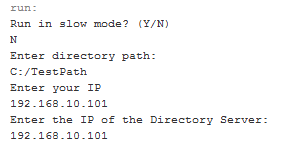 run:
Run in slow mode? (Y/N)
N
Enter directory path:
C:/TestPath
Enter your IP
192.168.10.101
Enter the IP of the Directory Server:
192.168.10.101